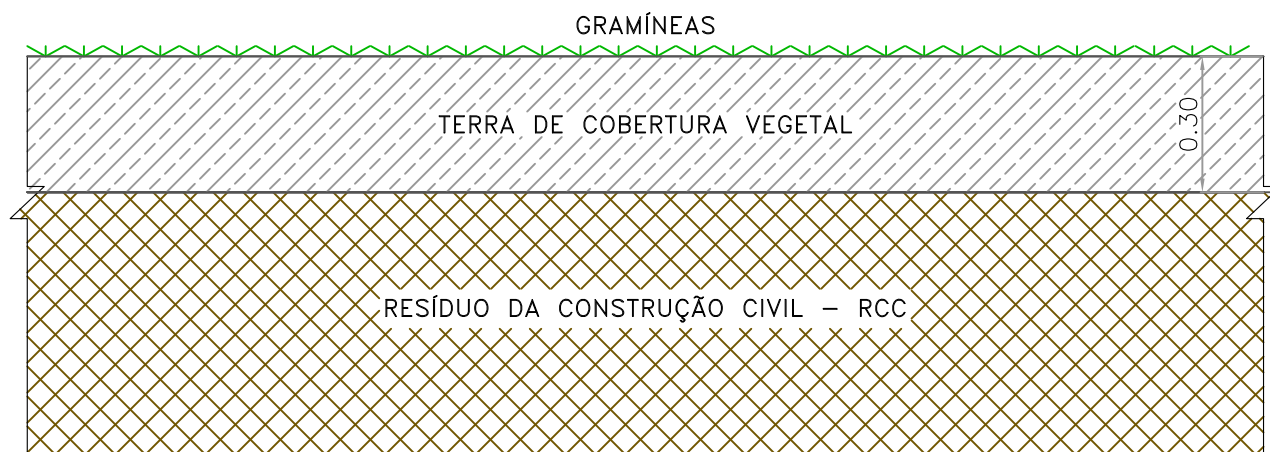 GRAMÍNEAS
TERRA DE COBERTURA VEGETAL
0.30
RESÍDUO DA CONSTRUÇÃO CIVIL – RCC